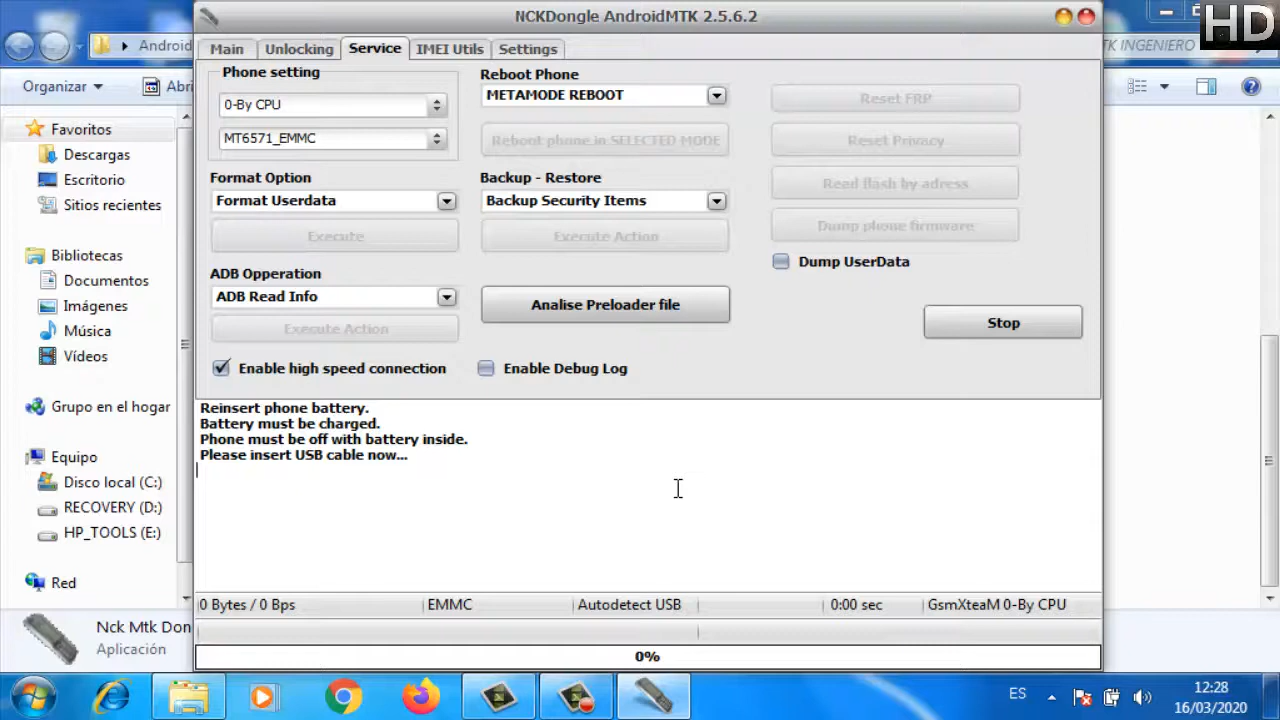 NCKDongle AndroidMTK 2.5.6.2
HD
Android
TK INGENIERO
Organizar
Abri
Favoritos
Descargas
Escritorio
Sitios recientes
Bibliotecas
Documentos
Imágenes
Música
Vídeos
Grupo en el hogar
Equipo
Disco local (C:)
RECOVERY (D:)
HP_TOOLS (E:)
Red
Nck Mtk Don
Aplicación
Main
Unlocking
Service
IMEI Utils
Settings
Phone setting
0-By CPU
MT6571_EMMC
Format Option
Format Userdata
Execute
ADB Opperation
ADB Read Info
Execute Action
Enable high speed connection
Reboot Phone
METAMODE REBOOT
Reboot phone in SELECTED MODE
Backup - Restore
Backup Security Items
Execute Action
Analise Preloader file
Enable Debug Log
Reset FRP
Reset Privacy
Read flash by adress
Dump phone firmware
Dump UserData
Stop
Reinsert phone battery.
Battery must be charged.
Phone must be off with battery inside.
Please insert USB cable now...
0 Bytes / 0 Bps
EMMC
Autodetect USB
0:00 sec
GsmXteaM 0-By CPU
0%
ES
12:28
16/03/2020